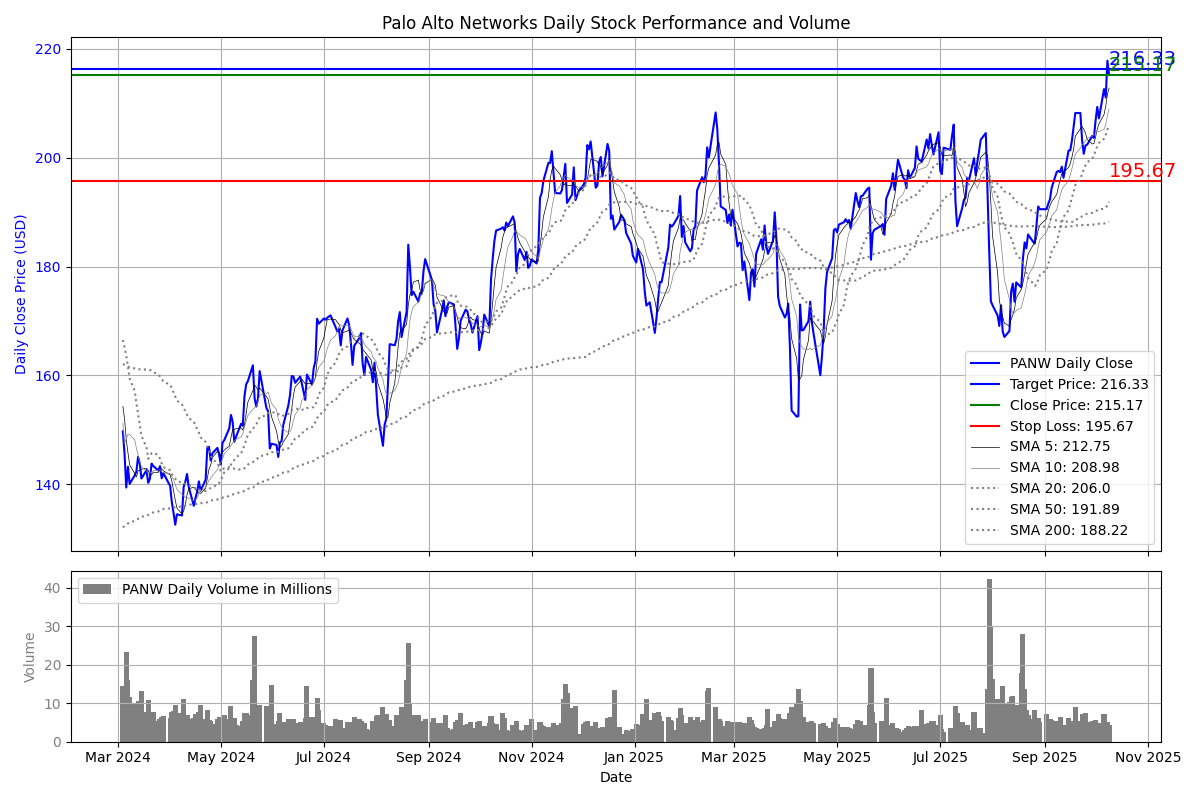 Palo Alto Networks Daily Stock Performance and Volume
Daily Close Price (USD)
220
200
180
160
140
216.33
215.17
195.67
PANW Daily Close
Target Price: 216.33
Close Price: 215.17
Stop Loss: 195.67
SMA 5: 212.75
SMA 10: 208.98
SMA 20: 206.0
SMA 50: 191.89
SMA 200: 188.22
Volume
40
30
20
10
0
PANW Daily Volume in Millions
Mar 2024 May 2024 Jul 2024 Sep 2024 Nov 2024 Jan 2025 Mar 2025 May 2025 Jul 2025 Sep 2025 Nov 2025
Date